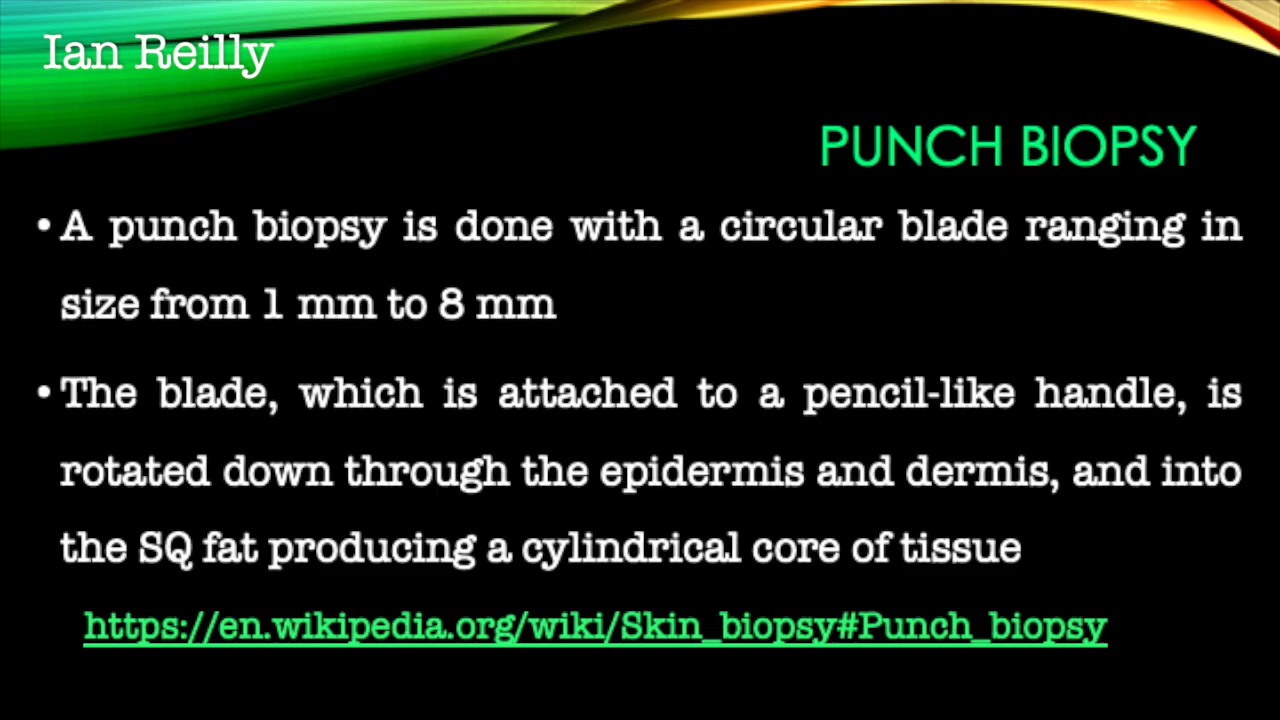 Ian Reilly
PUNCH BIOPSY
• A punch biopsy is done with a circular blade ranging in
size from 1 mm to 8 mm
• The blade, which is attached to a pencil-like handle, is
rotated down through the epidermis and dermis, and into
the SQ fat producing a cylindrical core of tissue
https://en.wikipedia.org/wiki/Skin_biopsy#Punch_biopsy